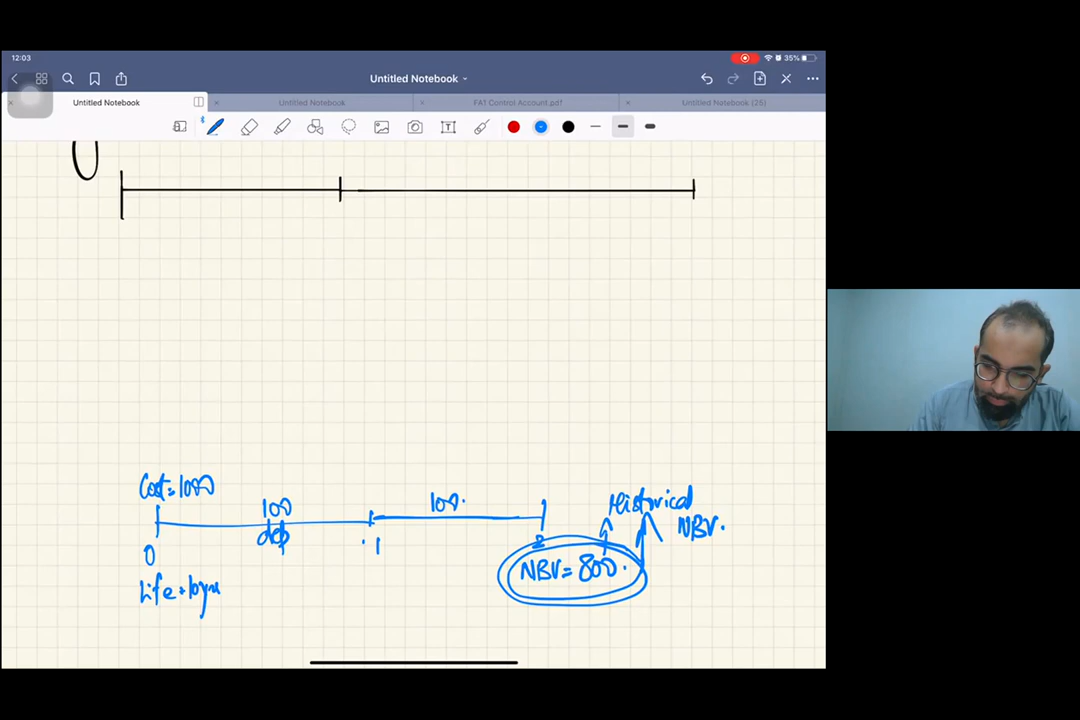 12:03
35%
Untitled Notebook
Untitled Notebook
Untitled Notebook
FA1 Control Account.pdf
Untitled Notebook (25)
Cost = 1000
100
dep
100.
Historical
NBV.
0
1
2
NBV = 800.
Life = 10yrs